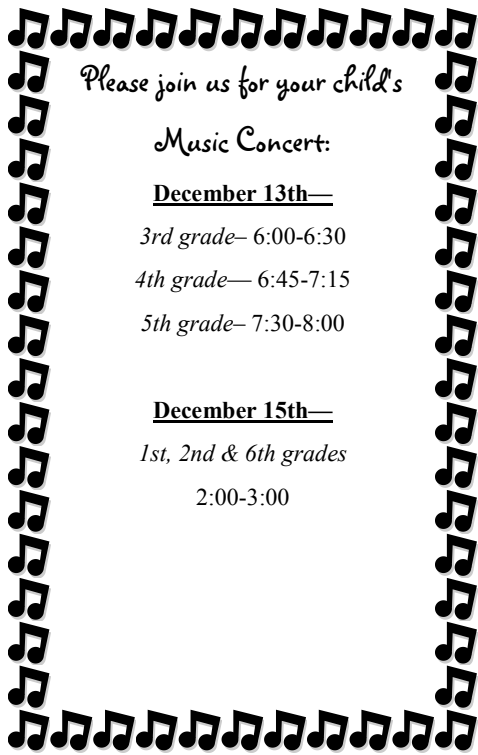 Please join us for your child's
Music Concert:
December 13th—
3rd grade– 6:00-6:30
4th grade— 6:45-7:15
5th grade– 7:30-8:00
December 15th—
1st, 2nd & 6th grades
2:00-3:00